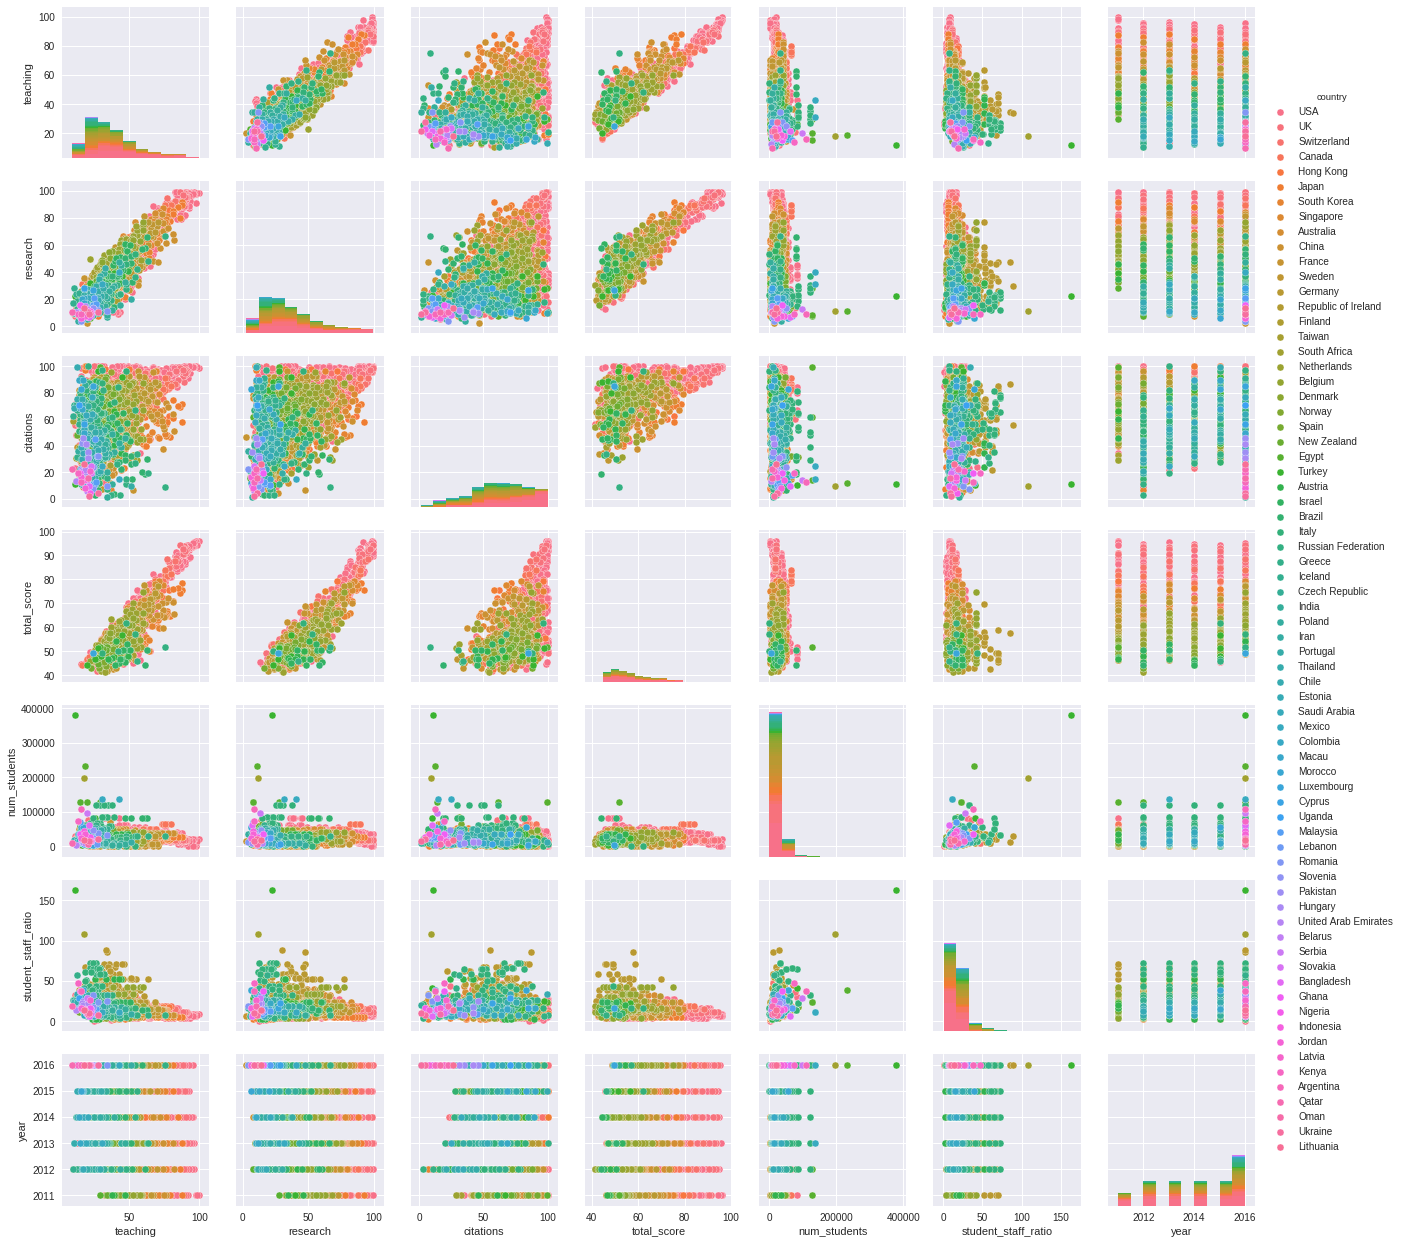 100
80
60
40
20
teaching
100
80
60
40
20
0
research
100
80
60
40
20
0
citations
100
90
80
70
60
50
40
total_score
400000
300000
200000
100000
0
num_students
150
100
50
0
student_staff_ratio
2016
2015
2014
2013
2012
2011
year
50 100
teaching
0 50 100
research
0 50 100
citations
40 60 80 100
total_score
0 200000 400000
num_students
0 50 100 150
student_staff_ratio
2012 2014 2016
year
country
USA
UK
Switzerland
Canada
Hong Kong
Japan
South Korea
Singapore
Australia
China
France
Sweden
Germany
Republic of Ireland
Finland
Taiwan
South Africa
Netherlands
Belgium
Denmark
Norway
Spain
New Zealand
Egypt
Turkey
Austria
Israel
Brazil
Italy
Russian Federation
Greece
Iceland
Czech Republic
India
Poland
Iran
Portugal
Thailand
Chile
Estonia
Saudi Arabia
Mexico
Colombia
Macau
Morocco
Luxembourg
Cyprus
Uganda
Malaysia
Lebanon
Romania
Slovenia
Pakistan
Hungary
United Arab Emirates
Belarus
Serbia
Slovakia
Bangladesh
Ghana
Nigeria
Indonesia
Jordan
Latvia
Kenya
Argentina
Qatar
Oman
Ukraine
Lithuania